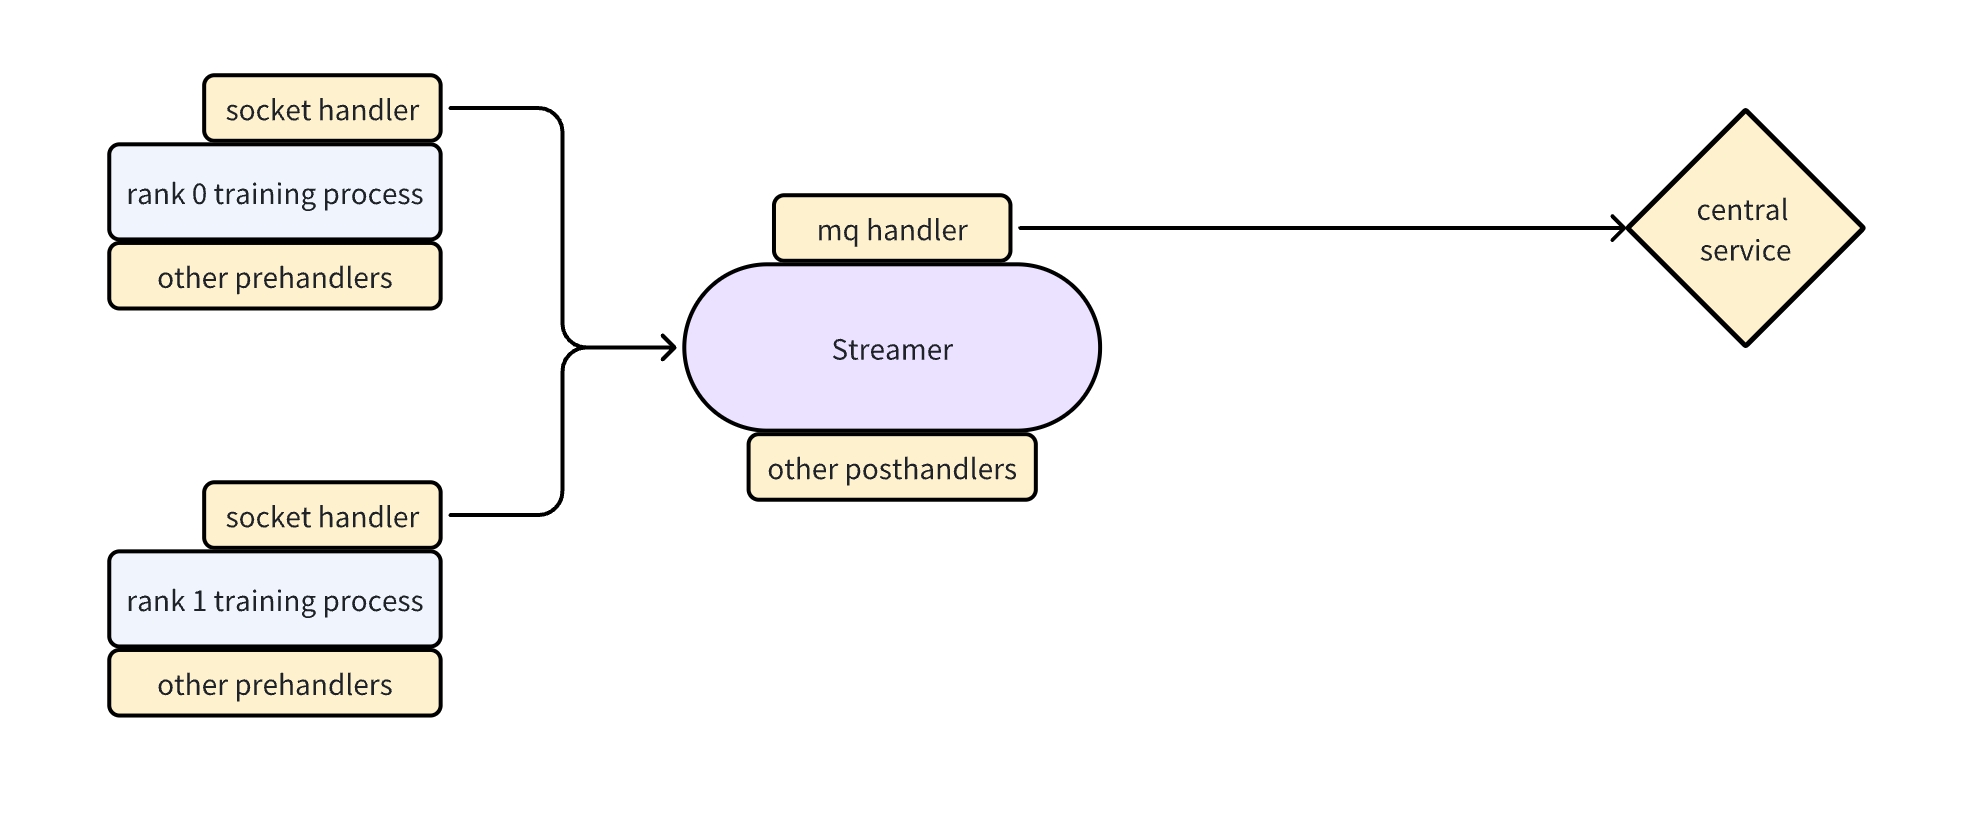 socket handler
rank 0 training process
other prehandlers
mq handler
Streamer
other posthandlers
central
service
socket handler
rank 1 training process
other prehandlers